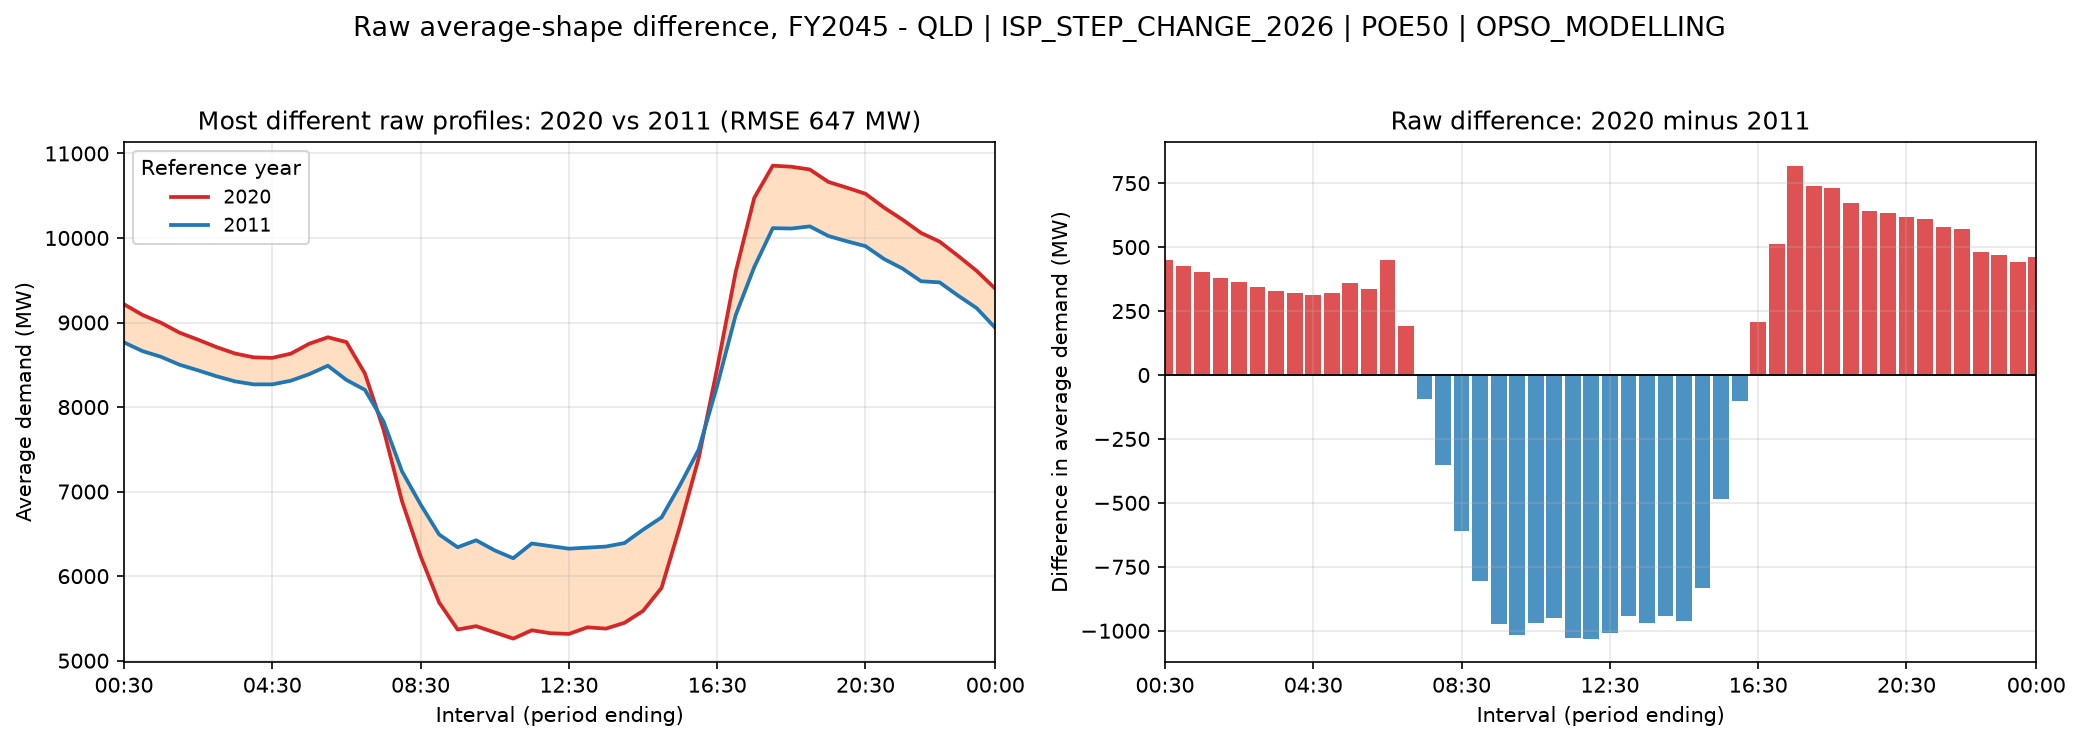 Raw average-shape difference, FY2045 - QLD | ISP_STEP_CHANGE_2026 | POE50 | OPSO_MODELLING
Most different raw profiles: 2020 vs 2011 (RMSE 647 MW)
Average demand (MW)
11000
10000
9000
8000
7000
6000
5000
Reference year
2020
2011
00:30 04:30 08:30 12:30 16:30 20:30 00:00
Interval (period ending)
Raw difference: 2020 minus 2011
Difference in average demand (MW)
750
500
250
0
−250
−500
−750
−1000
00:30 04:30 08:30 12:30 16:30 20:30 00:00
Interval (period ending)